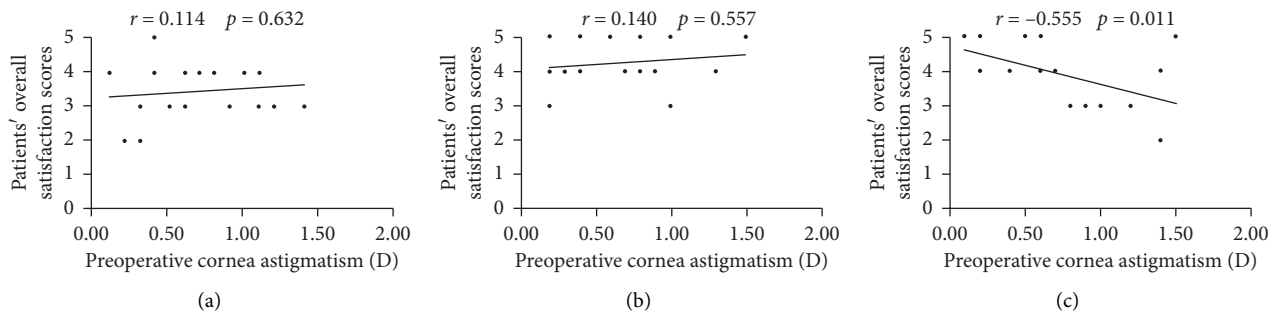 r = 0.114 p = 0.632
5
4
3
2
1
0
Patients′ overall
satisfaction scores
0.00 0.50 1.00 1.50 2.00
Preoperative cornea astigmatism (D)
(a)
r = 0.140 p = 0.557
5
4
3
2
1
0
Patients′ overall
satisfaction scores
0.00 0.50 1.00 1.50 2.00
Preoperative cornea astigmatism (D)
(b)
r = –0.555 p = 0.011
5
4
3
2
1
0
Patients′ overall
satisfaction scores
0.00 0.50 1.00 1.50 2.00
Preoperative cornea astigmatism (D)
(c)